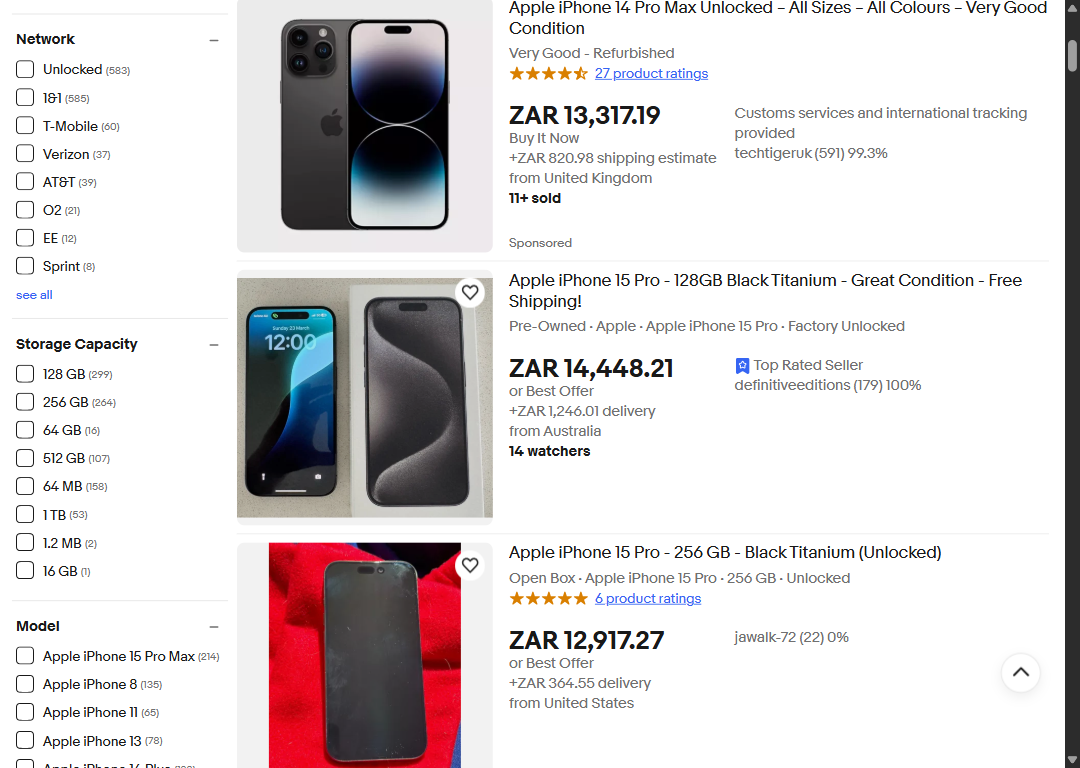 Network
Unlocked (583)
1&1 (585)
T-Mobile (60)
Verizon (37)
AT&T (39)
O2 (21)
EE (12)
Sprint (8)
see all
Storage Capacity
128 GB (299)
256 GB (264)
64 GB (16)
512 GB (107)
64 MB (158)
1 TB (53)
1.2 MB (2)
16 GB (1)
Model
Apple iPhone 15 Pro Max (214)
Apple iPhone 8 (135)
Apple iPhone 11 (65)
Apple iPhone 13 (78)
Apple iPhone 14 Plus
Apple iPhone 14 Pro Max Unlocked – All Sizes – All Colours – Very Good
Condition
Very Good - Refurbished
27 product ratings
ZAR 13,317.19
Buy It Now
+ZAR 820.98 shipping estimate
from United Kingdom
11+ sold
Customs services and international tracking
provided
techtigeruk (591) 99.3%
Sponsored
Sunday 23 March
12:00
Apple iPhone 15 Pro - 128GB Black Titanium - Great Condition - Free
Shipping!
Pre-Owned · Apple · Apple iPhone 15 Pro · Factory Unlocked
ZAR 14,448.21
or Best Offer
+ZAR 1,246.01 delivery
from Australia
14 watchers
Top Rated Seller
definitiveeditions (179) 100%
Apple iPhone 15 Pro - 256 GB - Black Titanium (Unlocked)
Open Box · Apple iPhone 15 Pro · 256 GB · Unlocked
6 product ratings
ZAR 12,917.27
or Best Offer
+ZAR 364.55 delivery
from United States
jawalk-72 (22) 0%